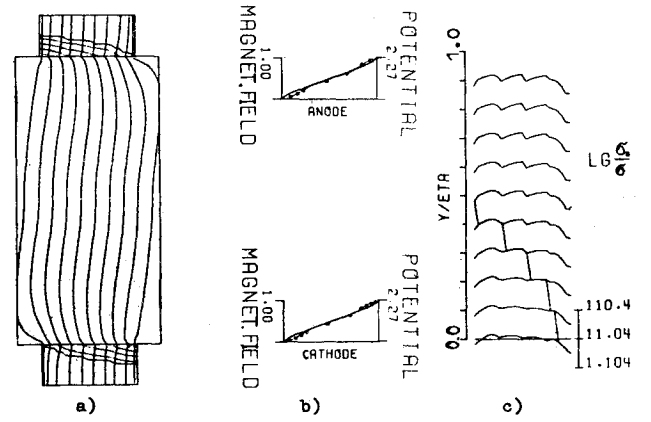 MAGNET.FIELD
1.00
ANODE
2.27
POTENTIAL
MAGNET.FIELD
1.00
CATHODE
2.27
POTENTIAL
1.0
Y/ETA
0.0
LG σ₀/σ
110.4
11.04
1.104
a)
b)
c)